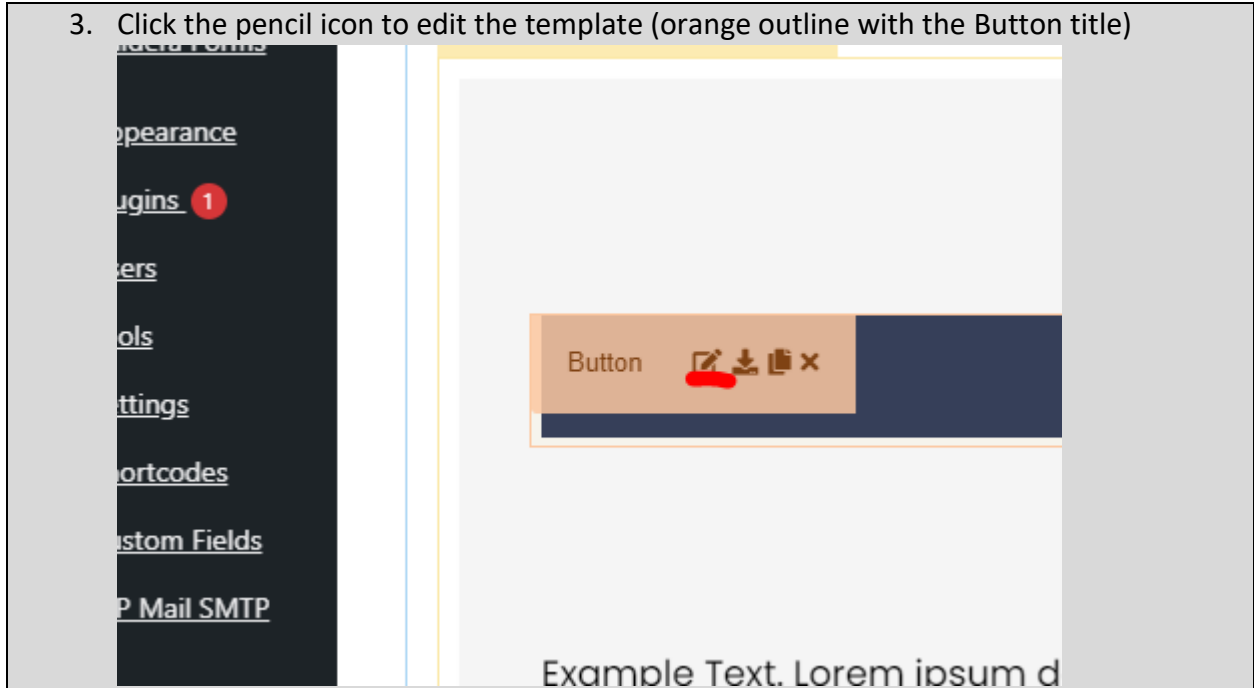 3. Click the pencil icon to edit the template (orange outline with the Button title)
ppearance
ugins 1
sers
ols
ttings
ortcodes
ustom Fields
P Mail SMTP
Button
Example Text. Lorem ipsum d